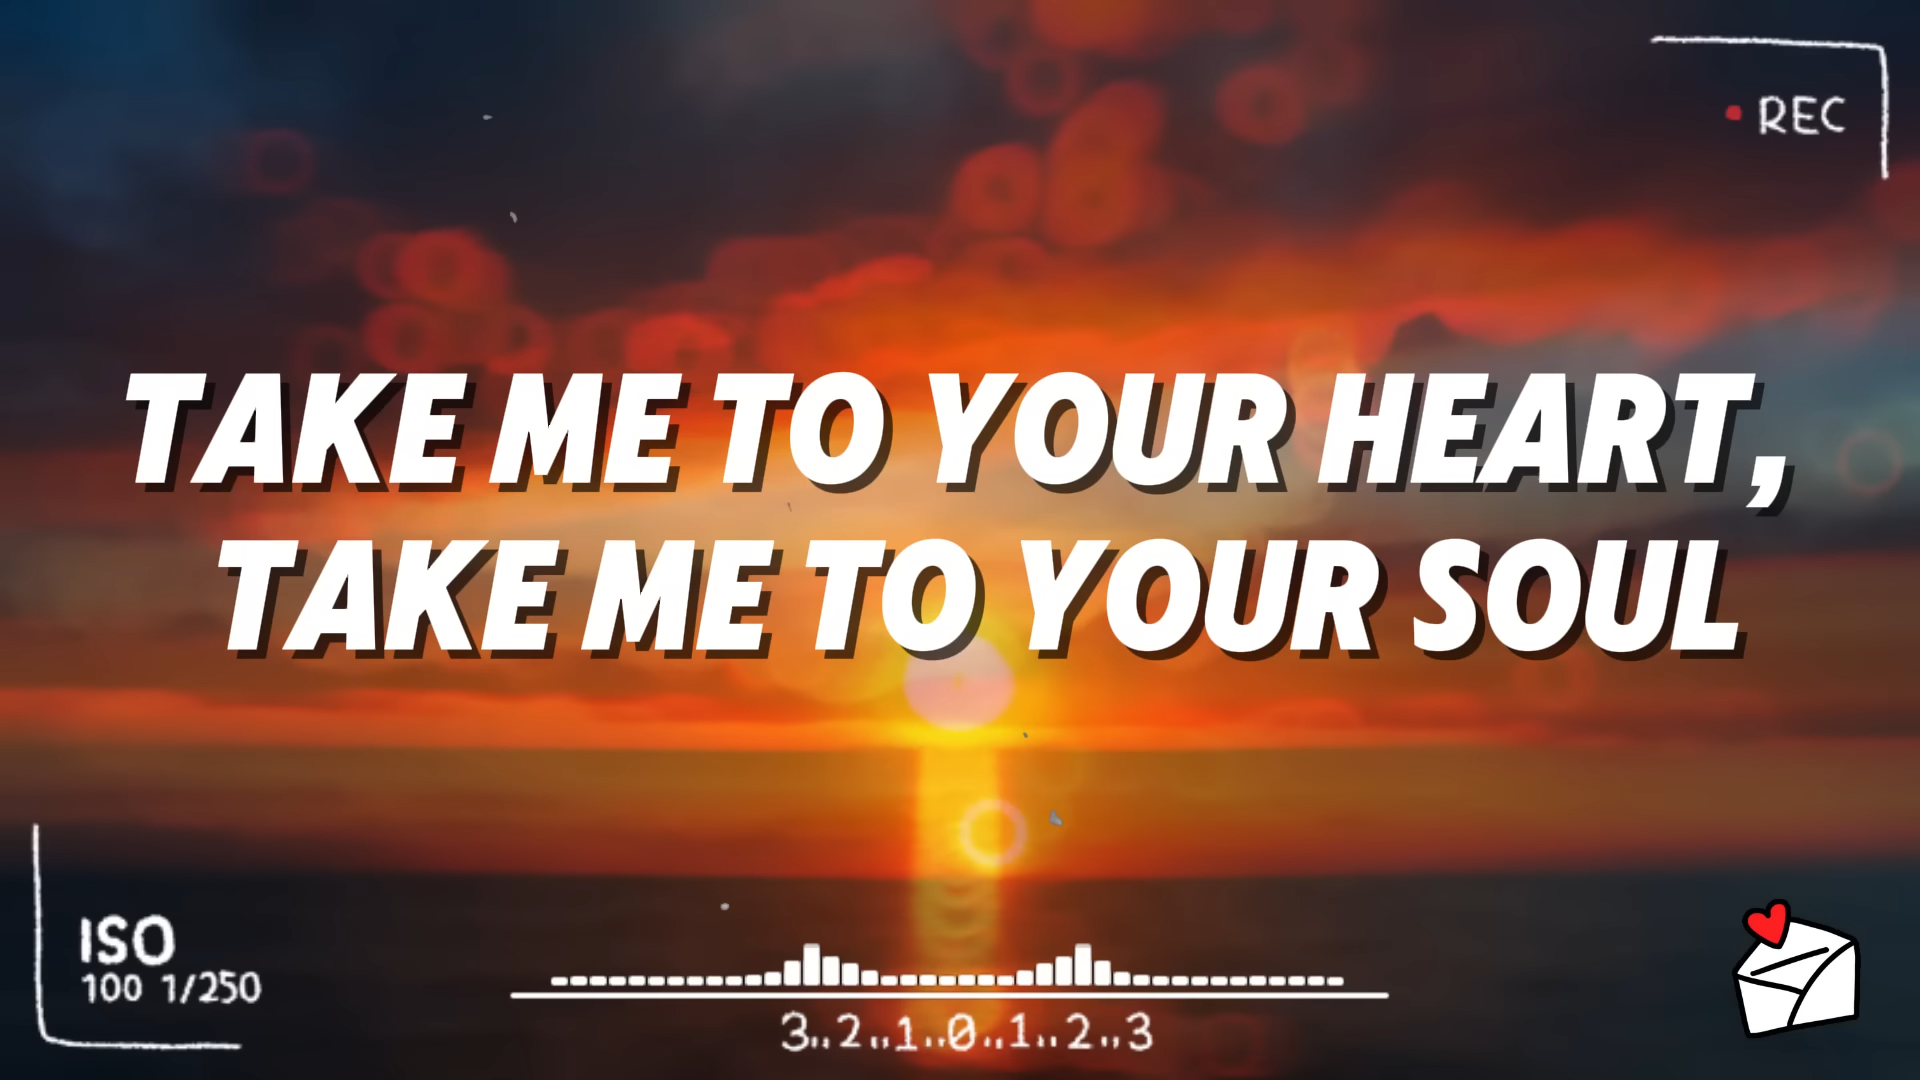 REC
TAKE ME TO YOUR HEART,
TAKE ME TO YOUR SOUL
ISO
100 1/250
3..2..1..0..1..2..3